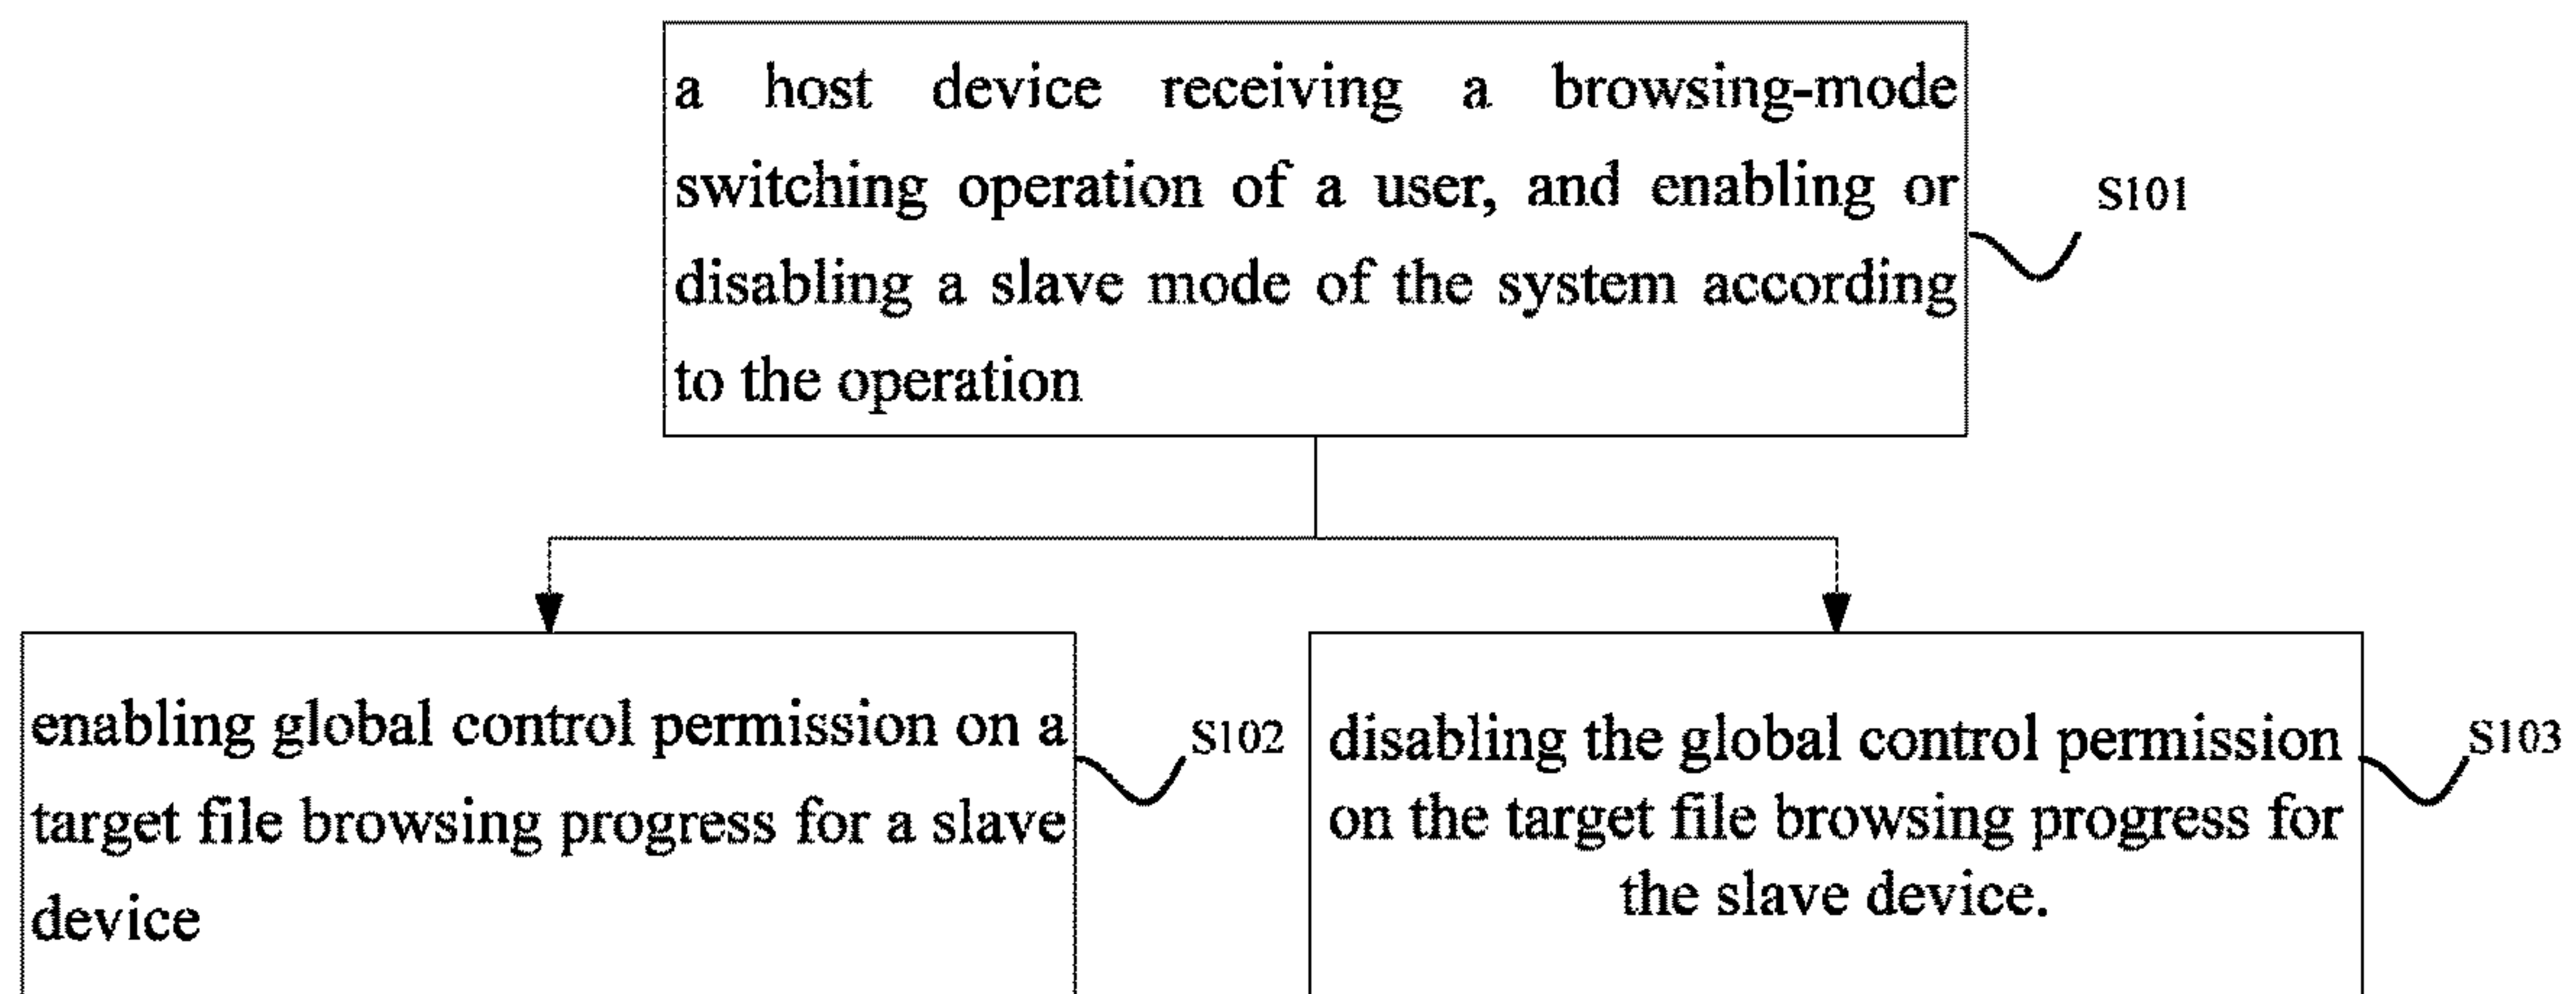 a host device receiving a browsing-mode
switching operation of a user, and enabling or
disabling a slave mode of the system according
to the operation
S101
enabling global control permission on a
target file browsing progress for a slave
device
S102
disabling the global control permission
on the target file browsing progress for
the slave device.
S103